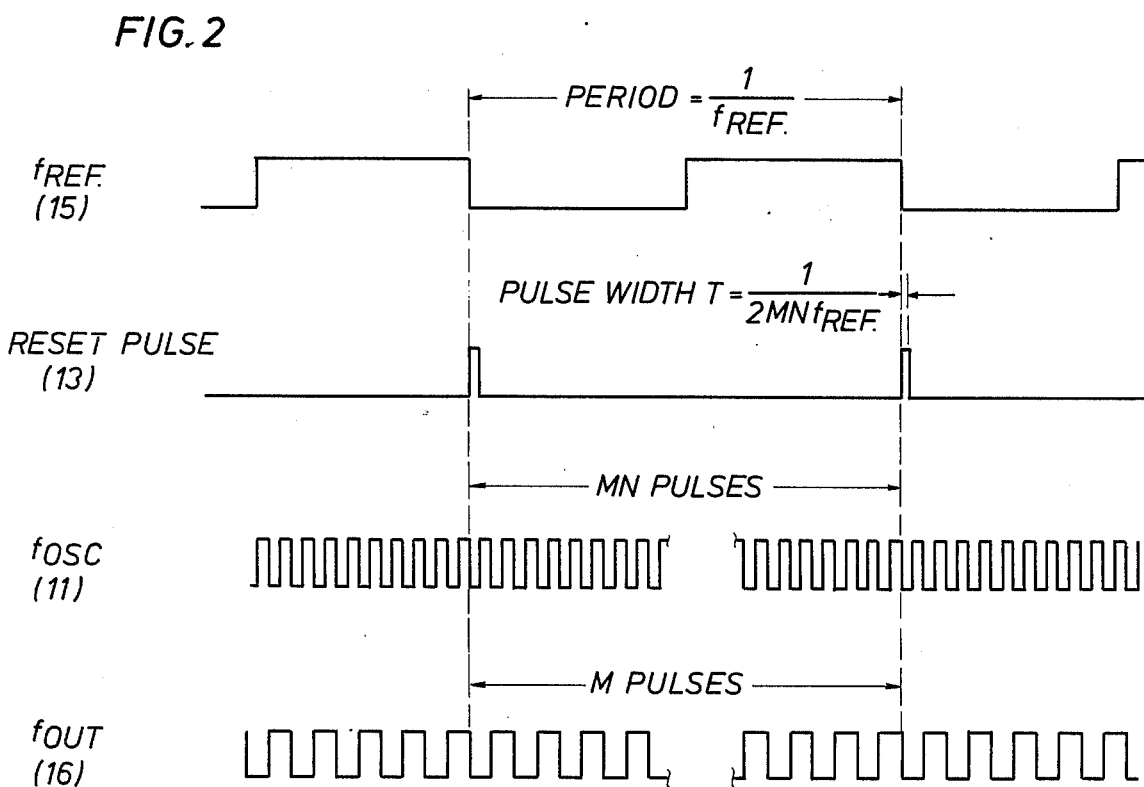 FIG. 2
PERIOD = 1/fREF.
fREF.
(15)
PULSE WIDTH T = 1/2MNfREF.
RESET PULSE
(13)
MN PULSES
fOSC
(11)
M PULSES
fOUT
(16)